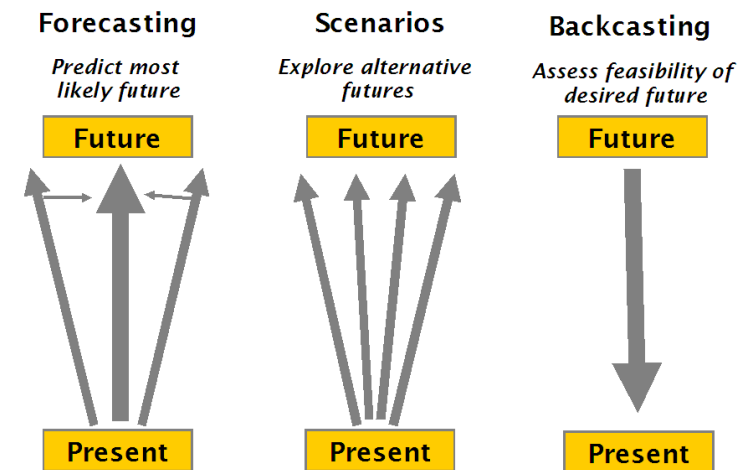 Forecasting
Predict most
likely future
Future
Present
Scenarios
Explore alternative
futures
Future
Present
Backcasting
Assess feasibility of
desired future
Future
Present